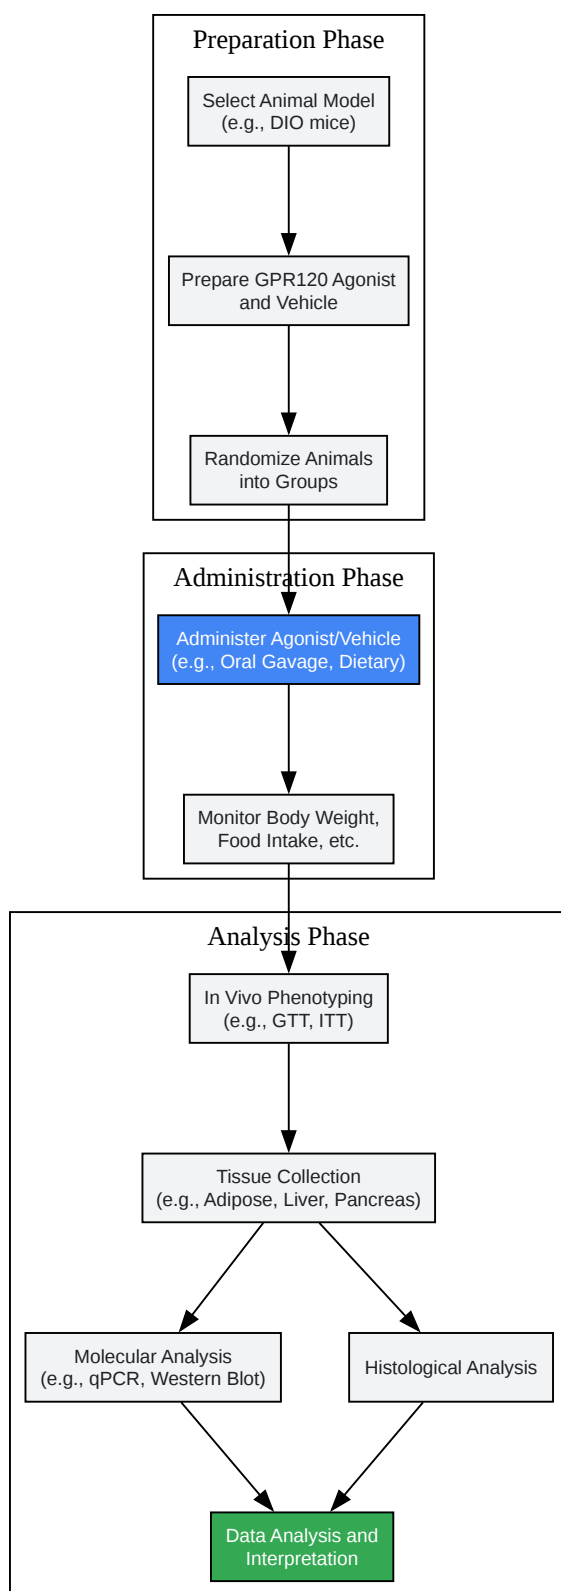 Preparation Phase
Select Animal Model
(e.g., DIO mice)
Prepare GPR120 Agonist
and Vehicle
Randomize Animals
into Groups
Administration Phase
Administer Agonist/Vehicle
(e.g., Oral Gavage, Dietary)
Monitor Body Weight,
Food Intake, etc.
Analysis Phase
In Vivo Phenotyping
(e.g., GTT, ITT)
Tissue Collection
(e.g., Adipose, Liver, Pancreas)
Molecular Analysis
(e.g., qPCR, Western Blot)
Histological Analysis
Data Analysis and
Interpretation